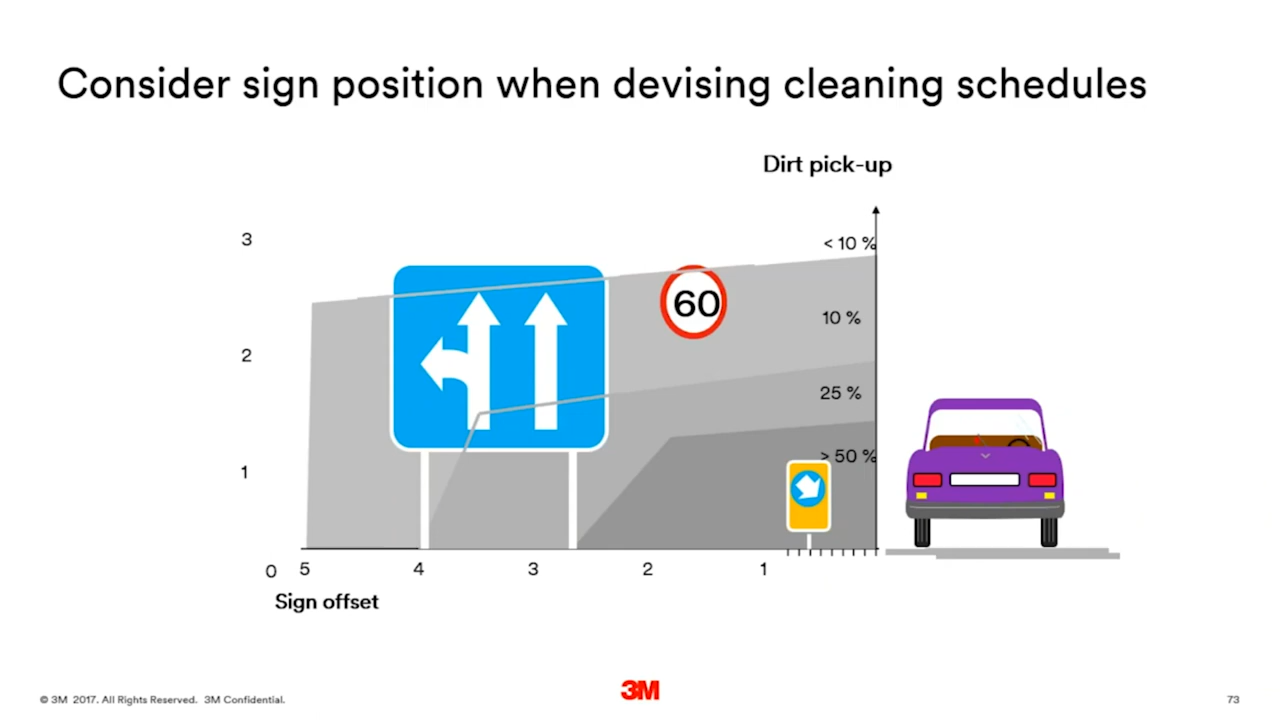 Consider sign position when devising cleaning schedules
Dirt pick-up
3
< 10 %
60
10 %
2
25 %
> 50 %
1
0 5 4 3 2 1
Sign offset
© 3M 2017. All Rights Reserved. 3M Confidential.
3M
73